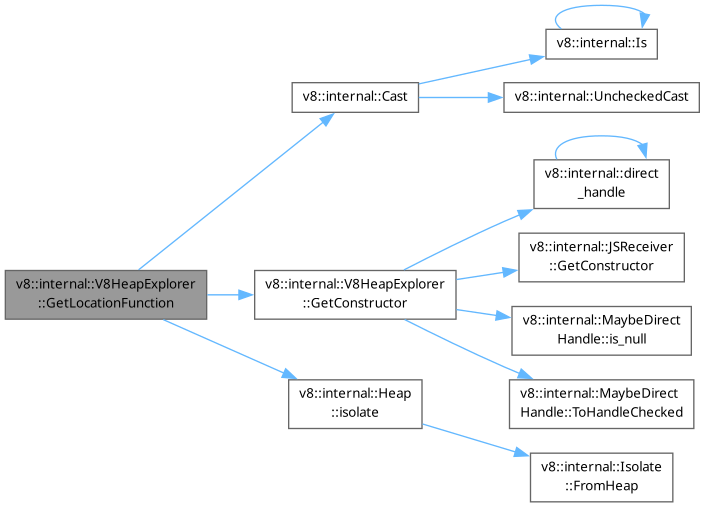 v8::internal::Is
v8::internal::Cast
v8::internal::UncheckedCast
v8::internal::direct
_handle
v8::internal::JSReceiver
::GetConstructor
v8::internal::V8HeapExplorer
::GetLocationFunction
v8::internal::V8HeapExplorer
::GetConstructor
v8::internal::MaybeDirect
Handle::is_null
v8::internal::Heap
::isolate
v8::internal::MaybeDirect
Handle::ToHandleChecked
v8::internal::Isolate
::FromHeap